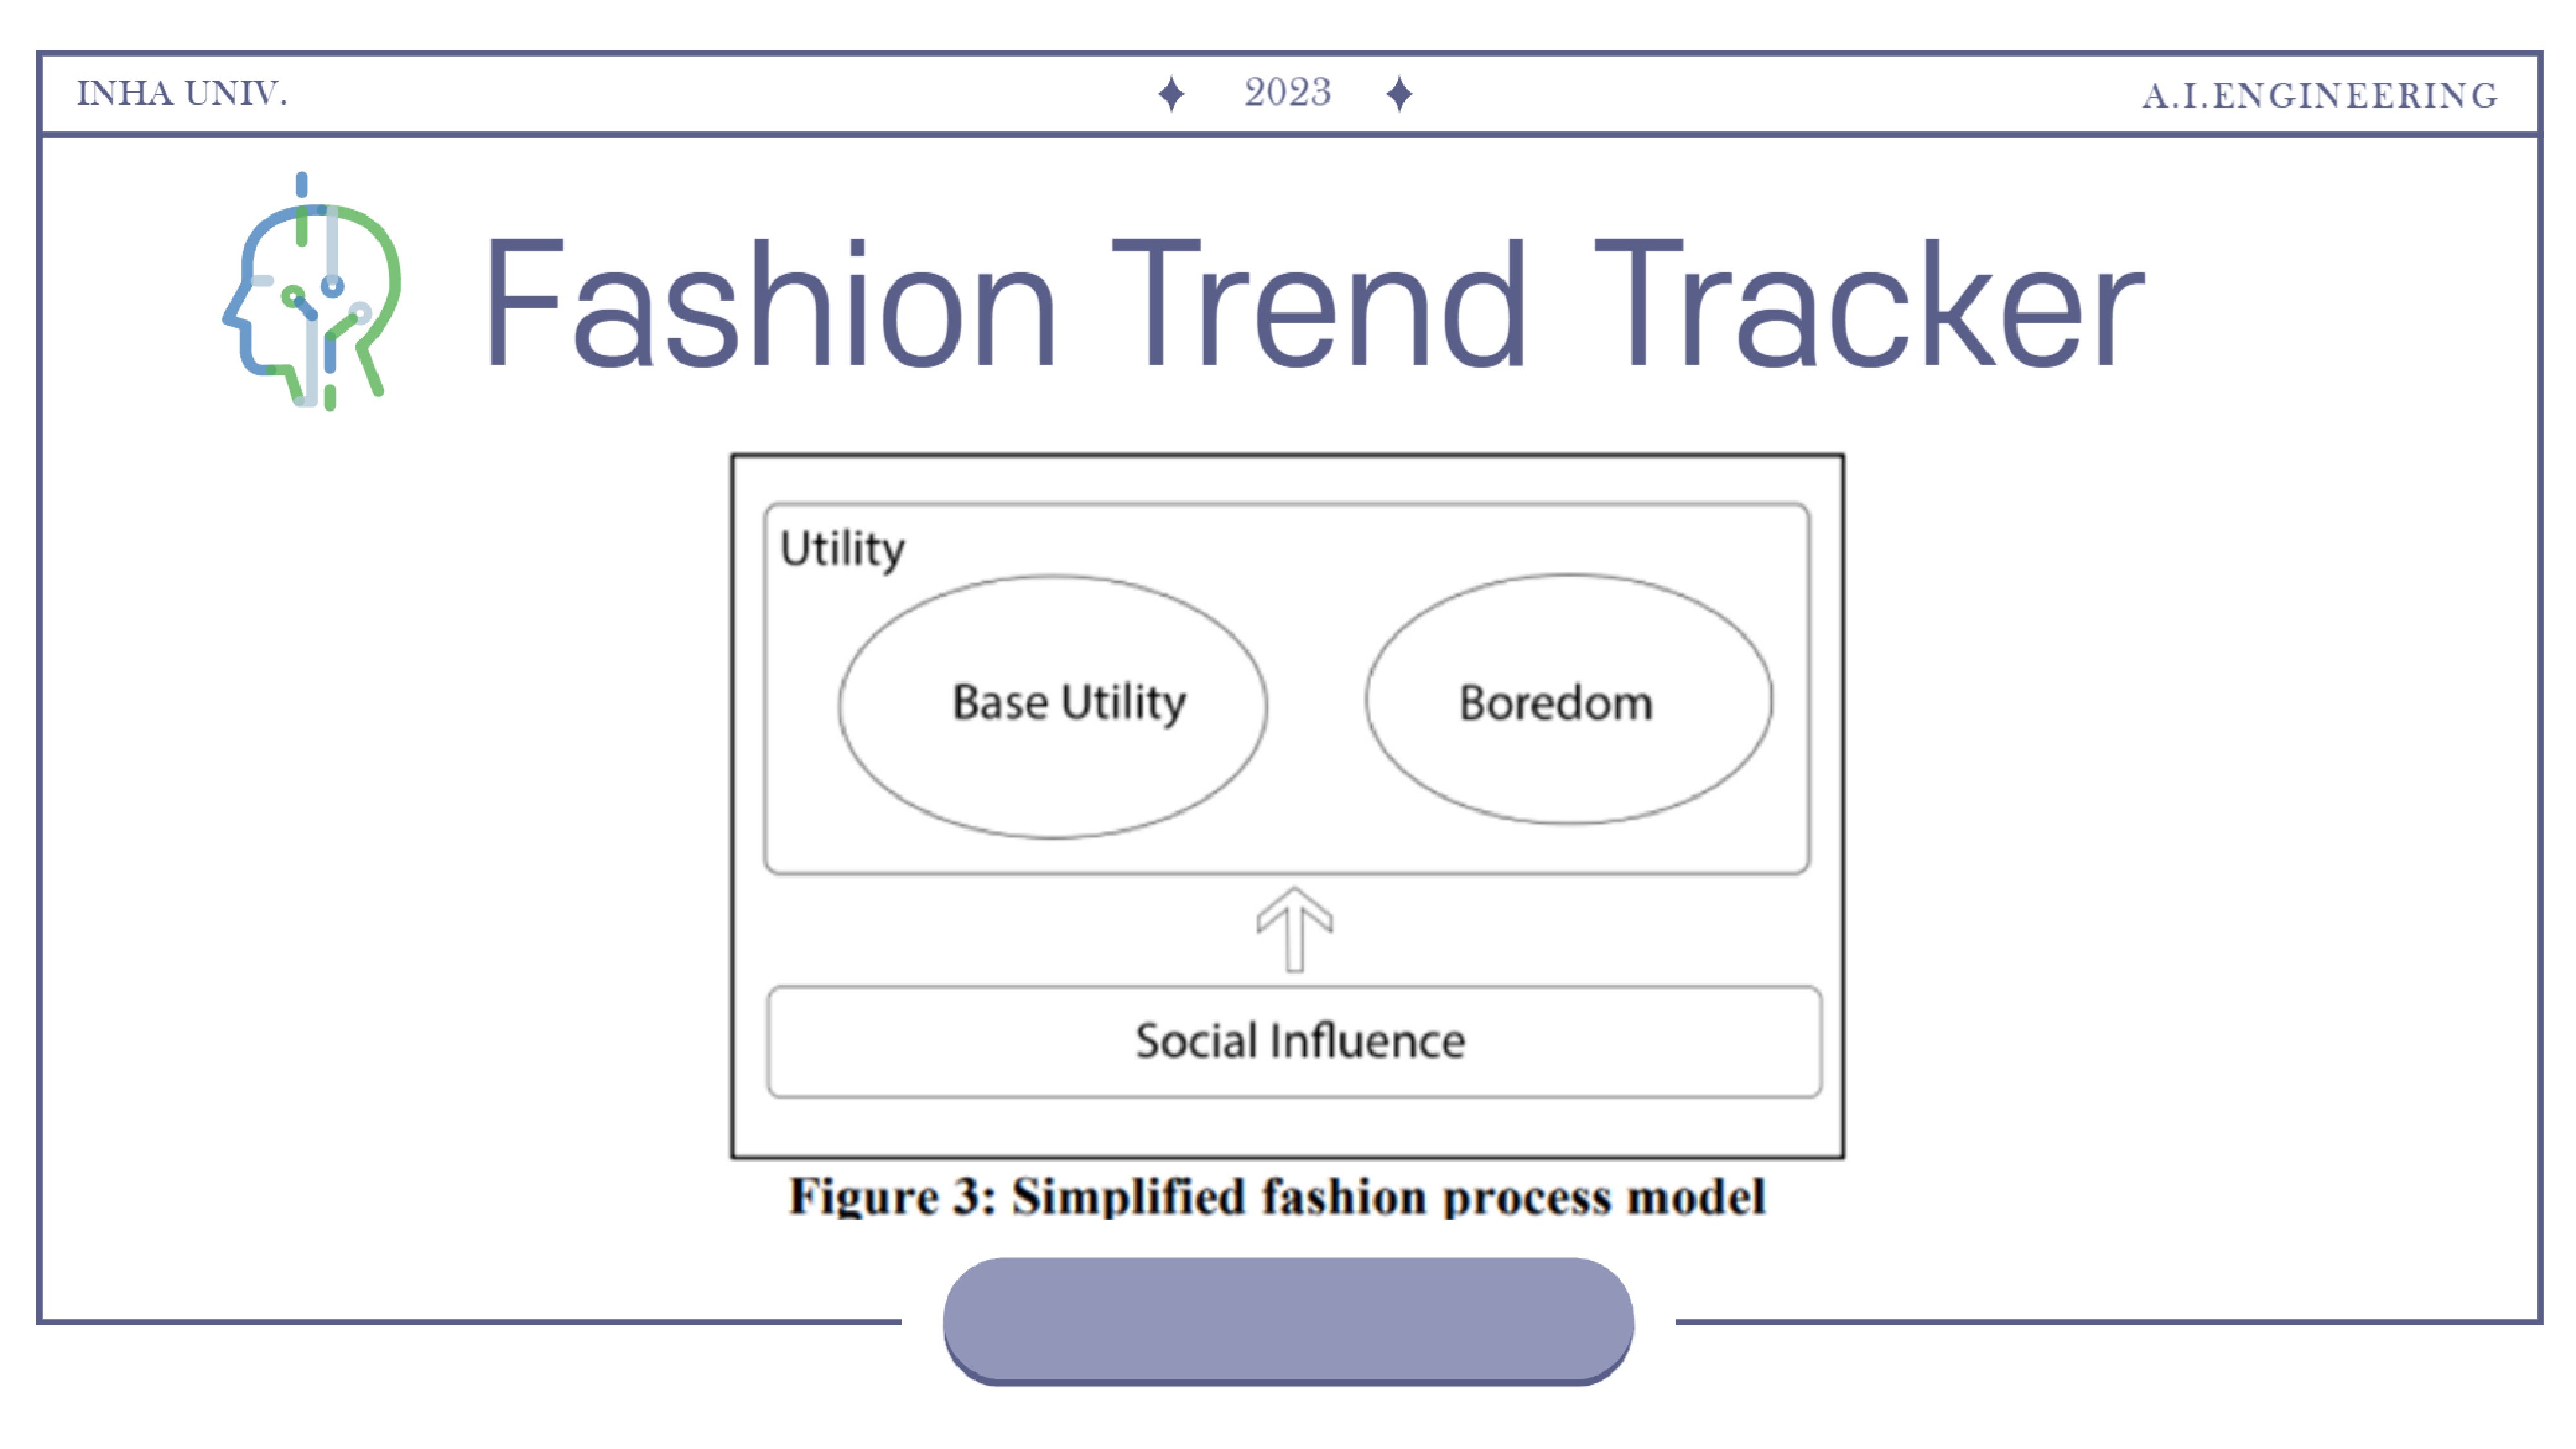 INHA UNIV.
2023
A.I.ENGINEERING
Fashion Trend Tracker
Utility
Base Utility
Boredom
Social Influence
Figure 3: Simplified fashion process model